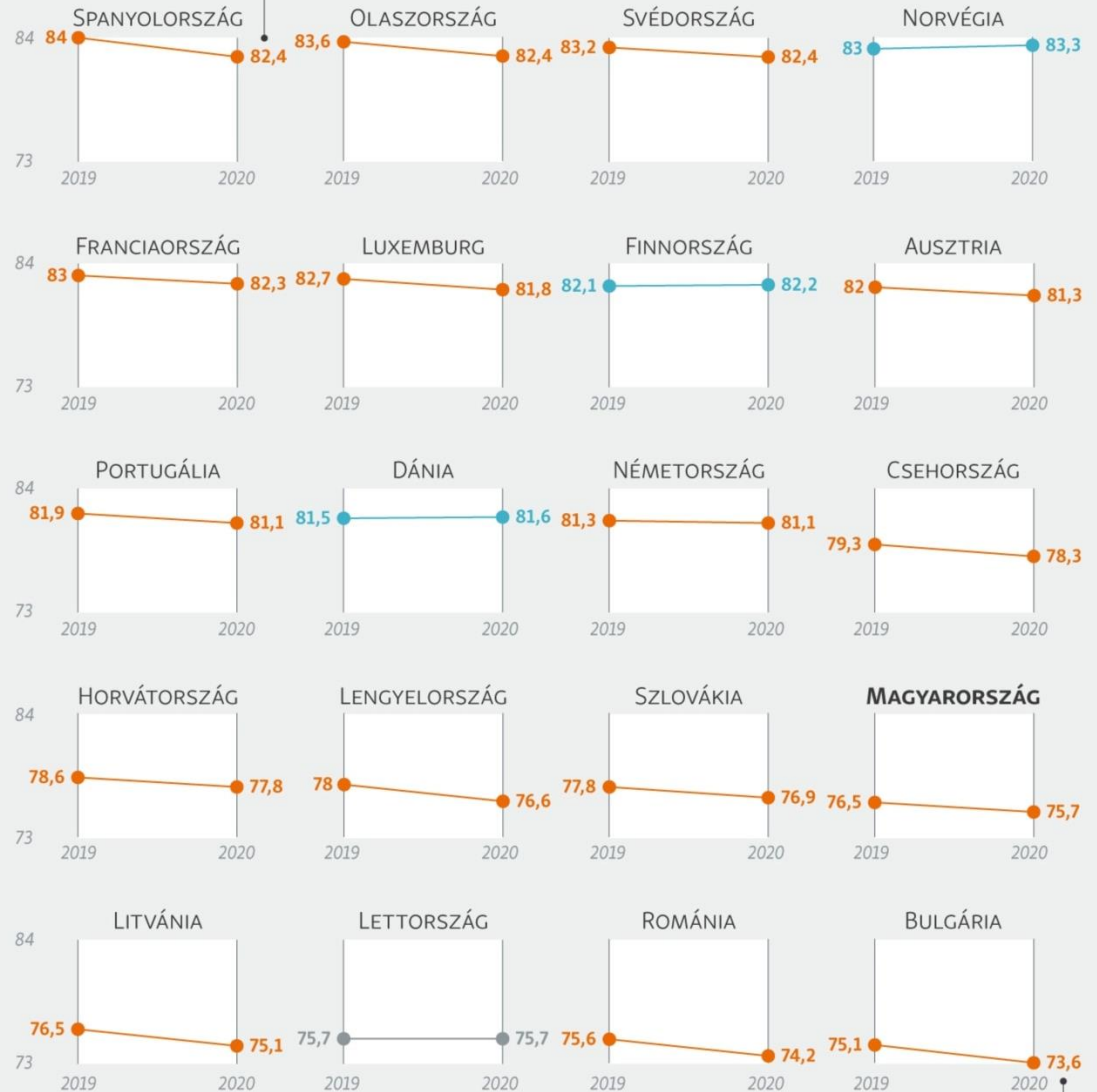 SPANYOLORSZÁG OLASZORSZÁG SVÉDORSZÁG NORVÉGIA
84 84 82,4 83,6 82,4 83,2 82,4 83 83,3
73
2019 2020 2019 2020 2019 2020 2019 2020
FRANCIAORSZÁG LUXEMBURG FINNORSZÁG AUSZTRIA
84
83 82,3 82,7 81,8 82,1 82,2 82 81,3
73
2019 2020 2019 2020 2019 2020 2019 2020
PORTUGÁLIA DÁNIA NÉMETORSZÁG CSEHORSZÁG
84
81,9 81,1 81,5 81,6 81,3 81,1 79,3 78,3
73
2019 2020 2019 2020 2019 2020 2019 2020
HORVÁTORSZÁG LENGYELORSZÁG SZLOVÁKIA MAGYARORSZÁG
84
78,6 77,8 78 76,6 77,8 76,9 76,5 75,7
73
2019 2020 2019 2020 2019 2020 2019 2020
LITVÁNIA LETTORSZÁG ROMÁNIA BULGÁRIA
84
76,5 75,1 75,7 75,7 75,6 74,2 75,1 73,6
73
2019 2020 2019 2020 2019 2020 2019 2020